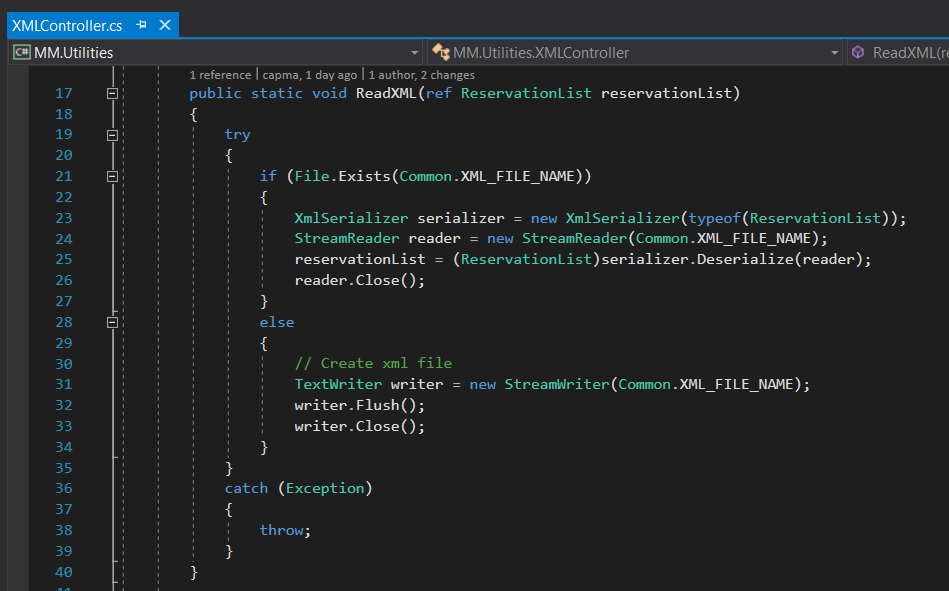 XMLController.cs
C# MM.Utilities MM.Utilities.XMLController ReadXML(re
1 reference | capma, 1 day ago | 1 author, 2 changes
17 public static void ReadXML(ref ReservationList reservationList)
18 {
19 try
20 {
21 if (File.Exists(Common.XML_FILE_NAME))
22 {
23 XmlSerializer serializer = new XmlSerializer(typeof(ReservationList));
24 StreamReader reader = new StreamReader(Common.XML_FILE_NAME);
25 reservationList = (ReservationList)serializer.Deserialize(reader);
26 reader.Close();
27 }
28 else
29 {
30 // Create xml file
31 TextWriter writer = new StreamWriter(Common.XML_FILE_NAME);
32 writer.Flush();
33 writer.Close();
34 }
35 }
36 catch (Exception)
37 {
38 throw;
39 }
40 }